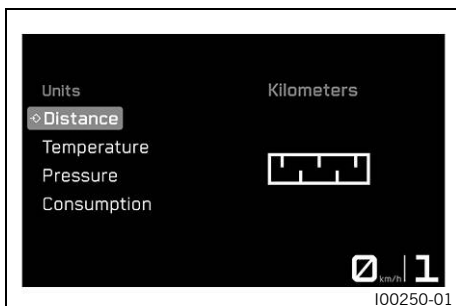 Units
Kilometers
Distance
Temperature
Pressure
Consumption
0 km/h 1
I00250-01